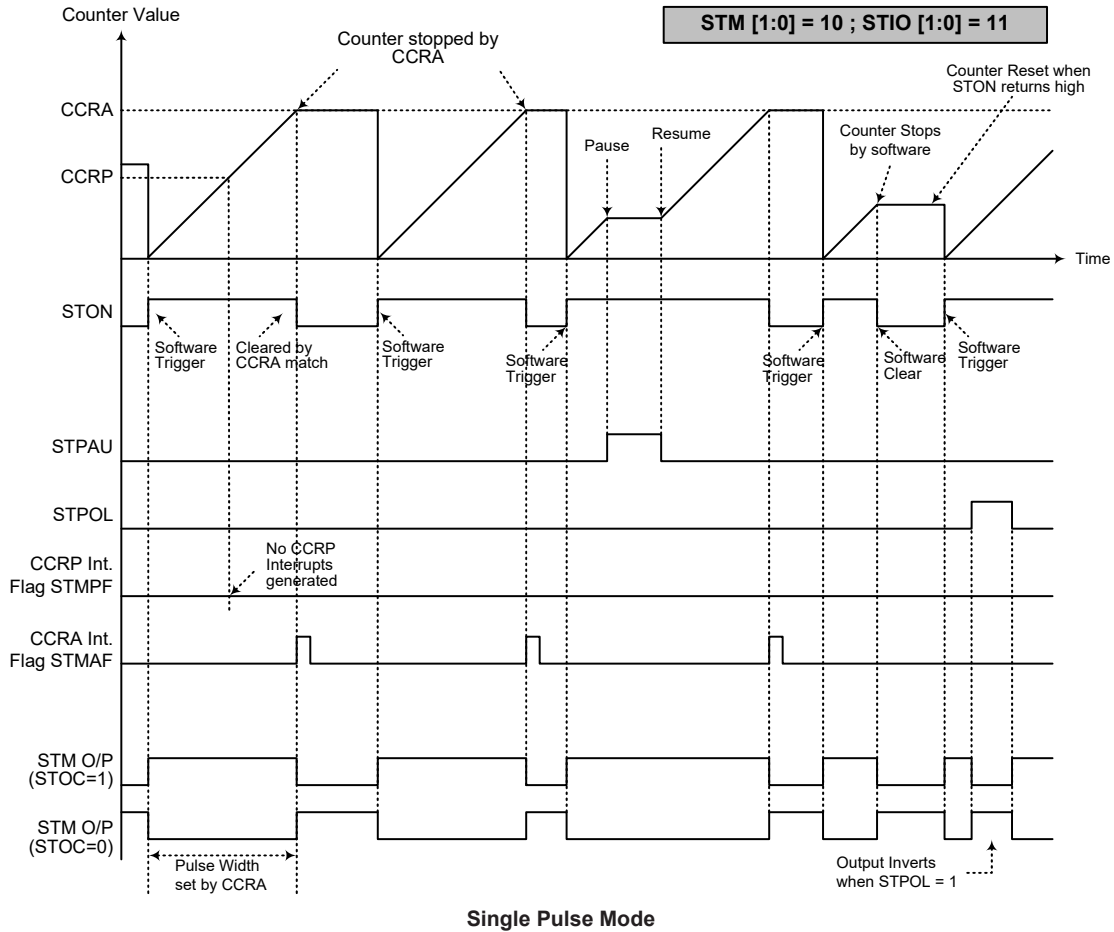 Counter Value
STM [1:0] = 10 ; STIO [1:0] = 11
Counter stopped by
CCRA
Counter Reset when
STON returns high
CCRA
Pause
Resume
Counter Stops
by software
CCRP
Time
STON
Software
Trigger
Cleared by
CCRA match
Software
Trigger
Software
Trigger
Software
Trigger
Software
Clear
Software
Trigger
STPAU
STPOL
CCRP Int.
Flag STMPF
No CCRP
Interrupts
generated
CCRA Int.
Flag STMAF
STM O/P
(STOC=1)
STM O/P
(STOC=0)
Pulse Width
set by CCRA
Output Inverts
when STPOL = 1
Single Pulse Mode